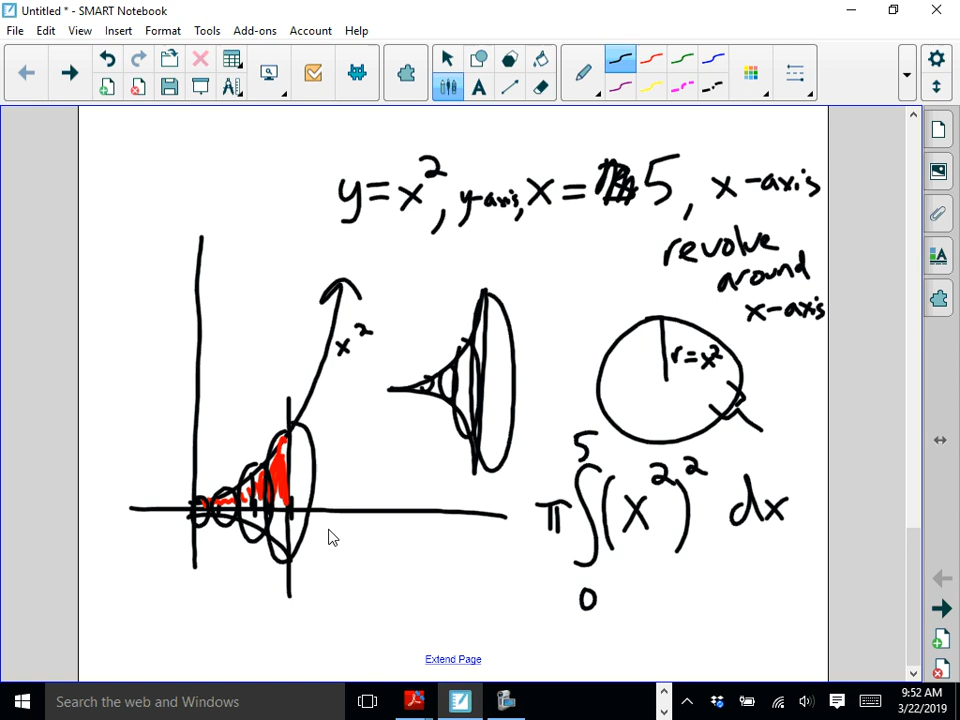 Untitled * - SMART Notebook
File Edit View Insert Format Tools Add-ons Account Help
y=x², y-axis, x = 5, x-axis
revolve
around
x-axis
x²
r=x²
5
π∫(x²)² dx
0
Extend Page
Search the web and Windows
9:52 AM
3/22/2019